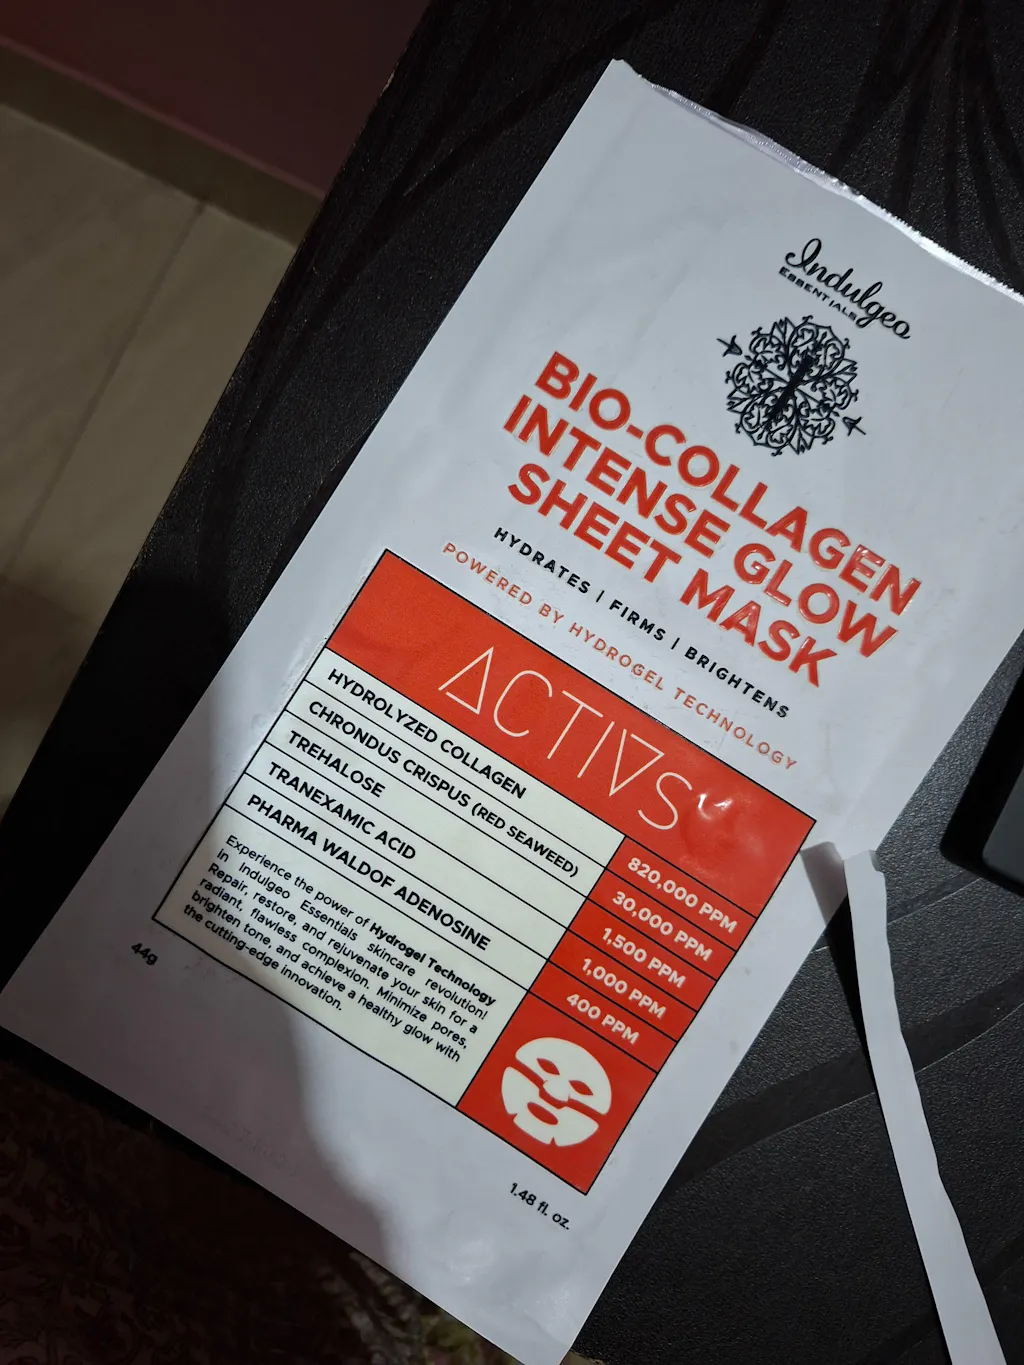 Indulgeo
ESSENTIALS
BIO-COLLAGEN
INTENSE GLOW
SHEET MASK
HYDRATES | FIRMS | BRIGHTENS
POWERED BY HYDROGEL TECHNOLOGY
ACTIVS
HYDROLYZED COLLAGEN 820,000 PPM
CHRONDUS CRISPUS (RED SEAWEED) 30,000 PPM
TREHALOSE 1,500 PPM
TRANEXAMIC ACID 1,000 PPM
PHARMA WALDOF ADENOSINE 400 PPM
Experience the power of Hydrogel Technology
in Indulgeo Essentials skincare revolution!
Repair, restore, and rejuvenate your skin for a
radiant, flawless complexion. Minimize pores,
brighten tone, and achieve a healthy glow with
the cutting-edge innovation.
44g
1.48 fl. oz.